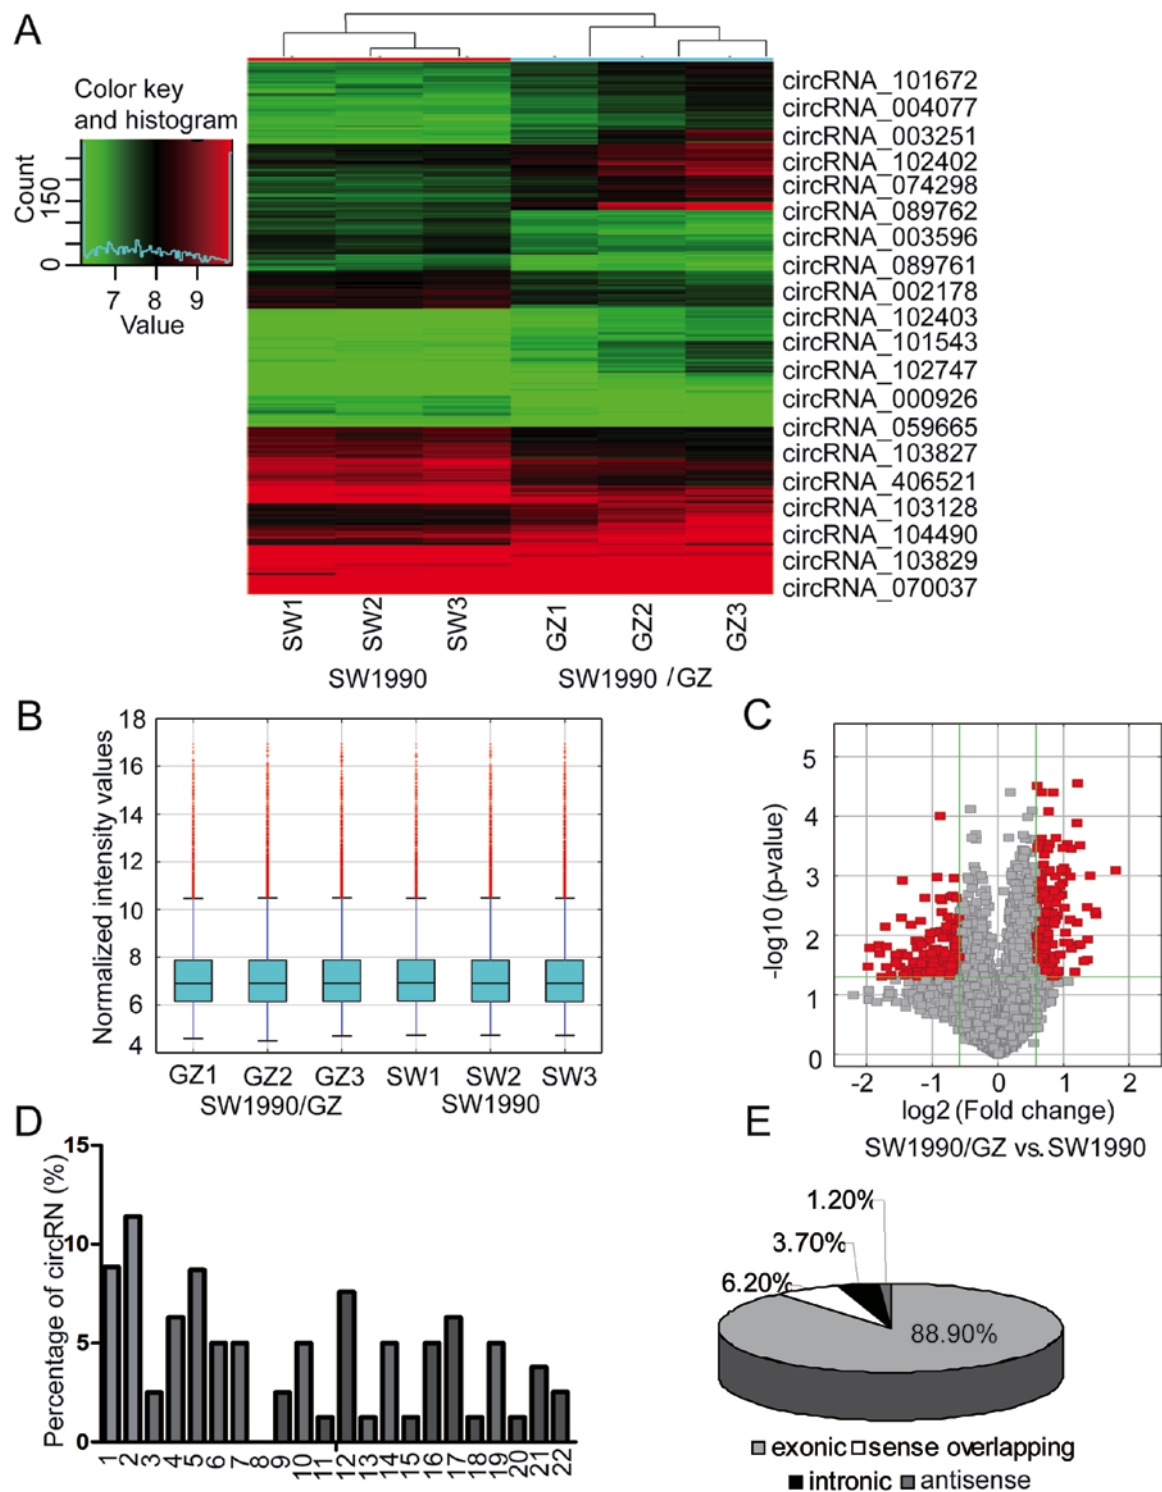 A
Color key
and histogram
Count
150
0
7 8 9
Value
circRNA_101672
circRNA_004077
circRNA_003251
circRNA_102402
circRNA_074298
circRNA_089762
circRNA_003596
circRNA_089761
circRNA_002178
circRNA_102403
circRNA_101543
circRNA_102747
circRNA_000926
circRNA_059665
circRNA_103827
circRNA_406521
circRNA_103128
circRNA_104490
circRNA_103829
circRNA_070037
SW1 SW2 SW3 GZ1 GZ2 GZ3
SW1990 SW1990 /GZ
B
Normalized intensity values
18
16
14
12
10
8
6
4
GZ1 GZ2 GZ3 SW1 SW2 SW3
SW1990/GZ SW1990
C
-log10 (p-value)
5
4
3
2
1
0
-2 -1 0 1 2
log2 (Fold change)
SW1990/GZ vs.SW1990
D
Percentage of circRN (%)
15
10
5
0
1 2 3 4 5 6 7 8 9 10 11 12 13 14 15 16 17 18 19 20 21 22
E
1.20%
3.70%
6.20%
88.90%
exonic sense overlapping
intronic antisense